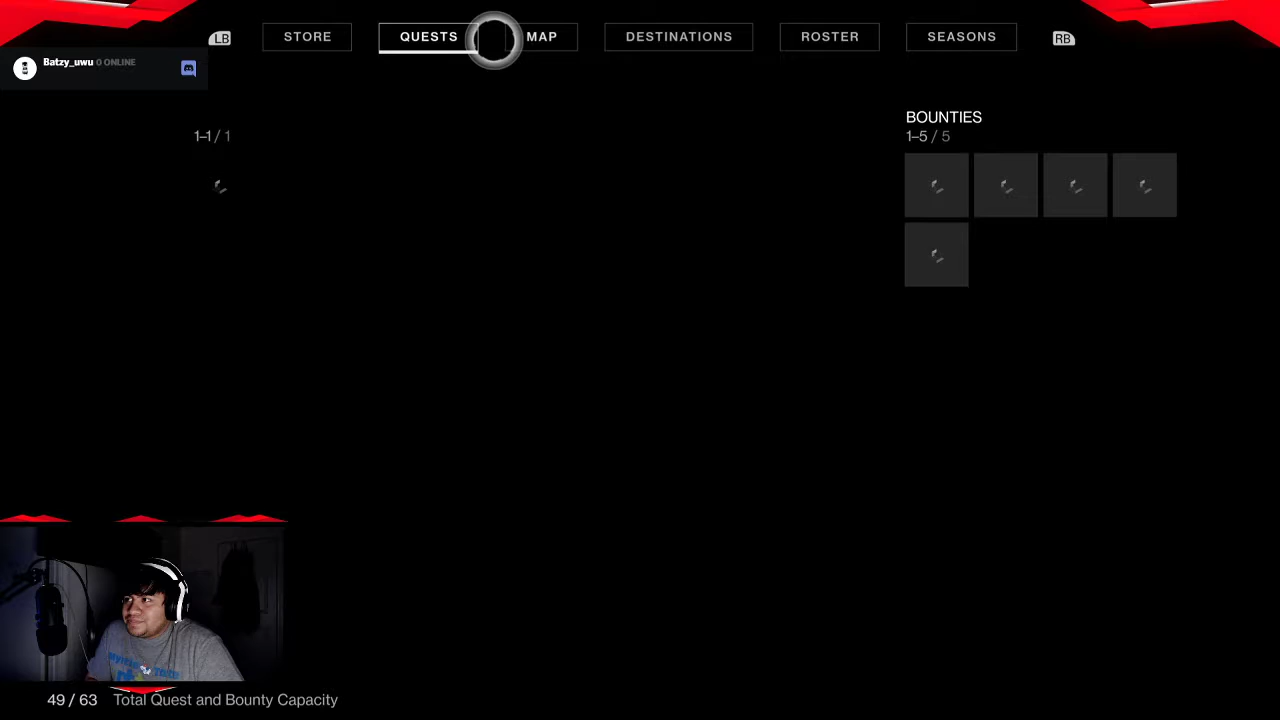 LB
STORE
QUESTS
MAP
DESTINATIONS
ROSTER
SEASONS
RB
Batzy_uwu 0 ONLINE
BOUNTIES
1–1 / 1
1–5 / 5
49 / 63 Total Quest and Bounty Capacity